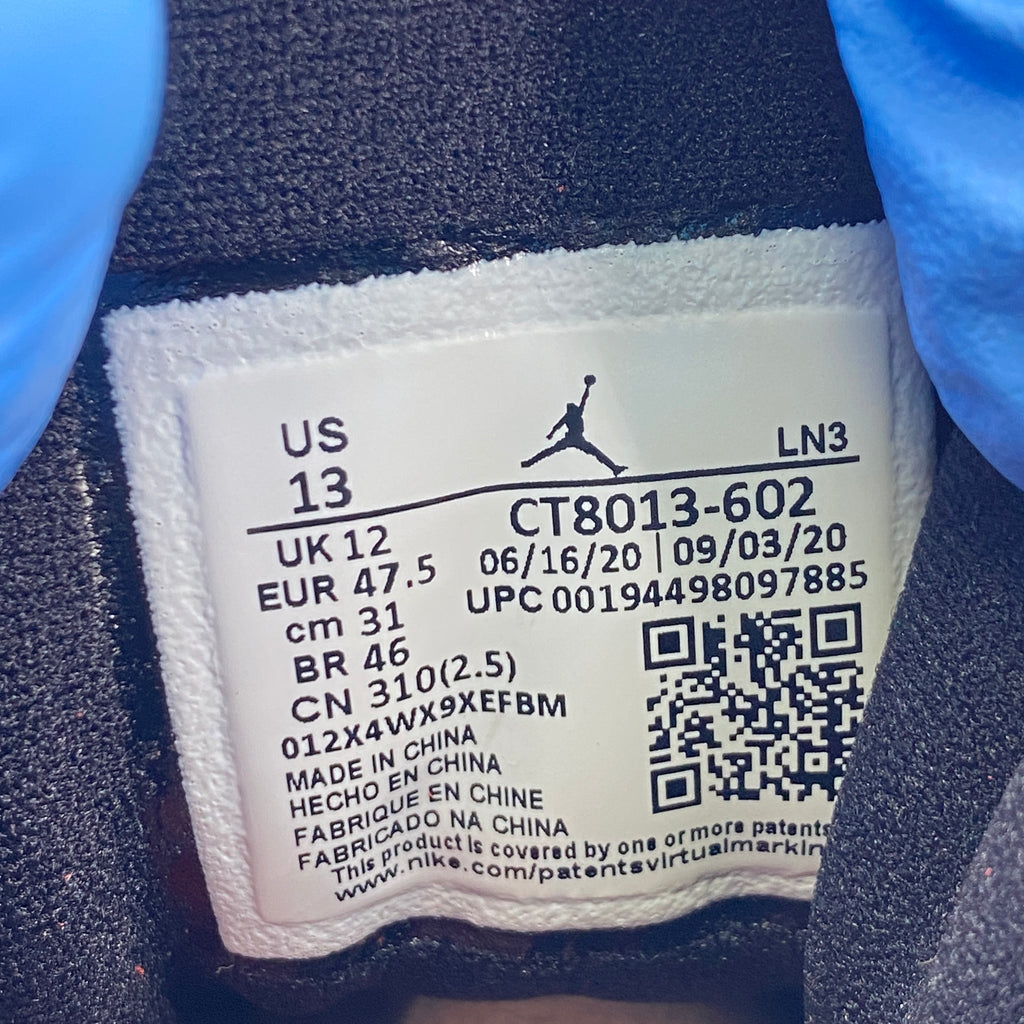 US
13
LN3
UK 12
EUR 47.5
cm 31
BR 46
CN 310(2.5)
012X4WX9XEFBM
CT8013-602
06/16/20 | 09/03/20
UPC 00194498097885
MADE IN CHINA
HECHO EN CHINA
FABRIQUE EN CHINE
FABRICADO NA CHINA
This product is covered by one or more patents
www.nike.com/patentsvirtualmarkin